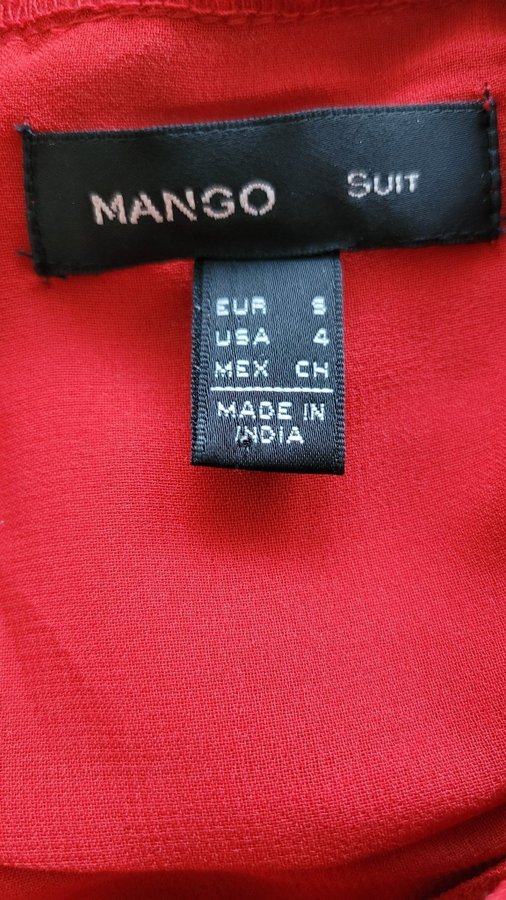 MANGO SUIT
EUR S
USA 4
MEX CH
MADE IN
INDIA